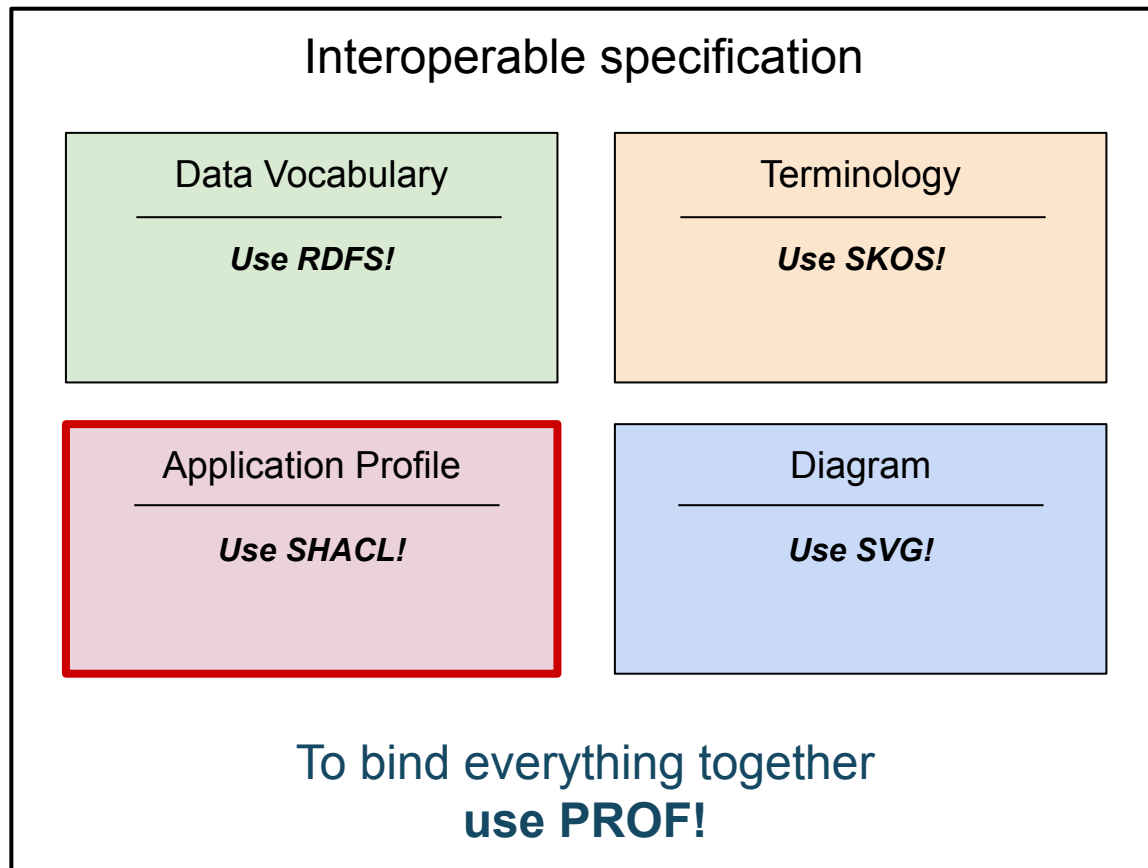 Interoperable specification
Data Vocabulary
Use RDFS!
Terminology
Use SKOS!
Application Profile
Use SHACL!
Diagram
Use SVG!
To bind everything together
use PROF!